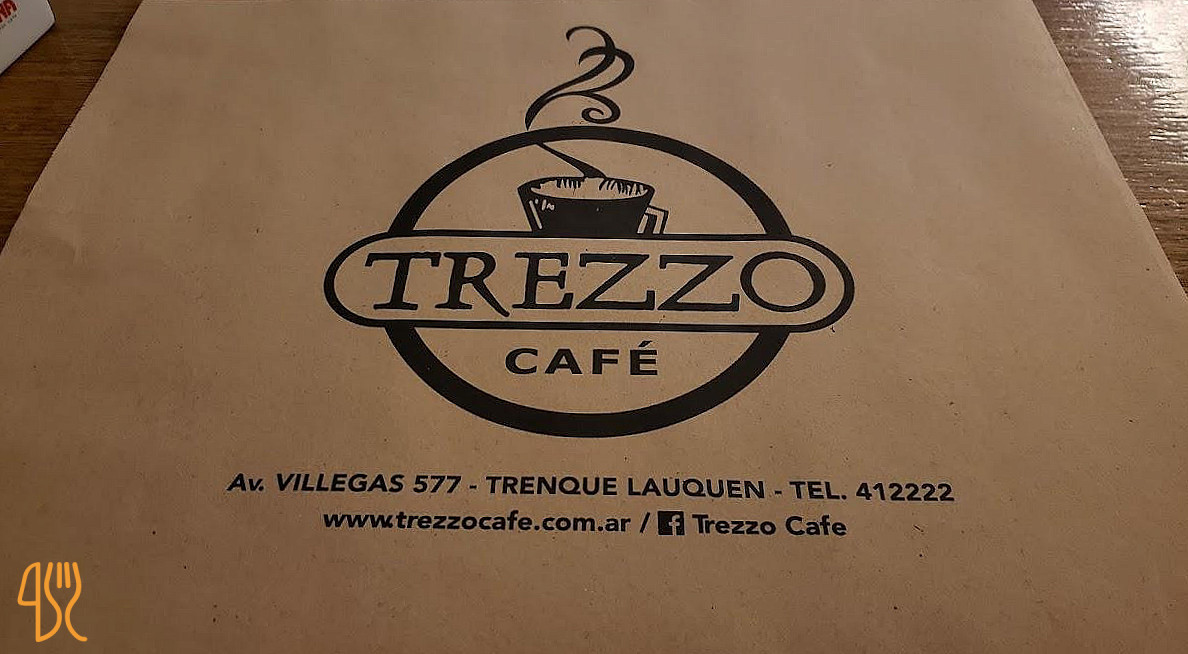 TREZZO
CAFÉ
Av. VILLEGAS 577 - TRENQUE LAUQUEN - TEL. 412222
www.trezzocafe.com.ar / f Trezzo Cafe